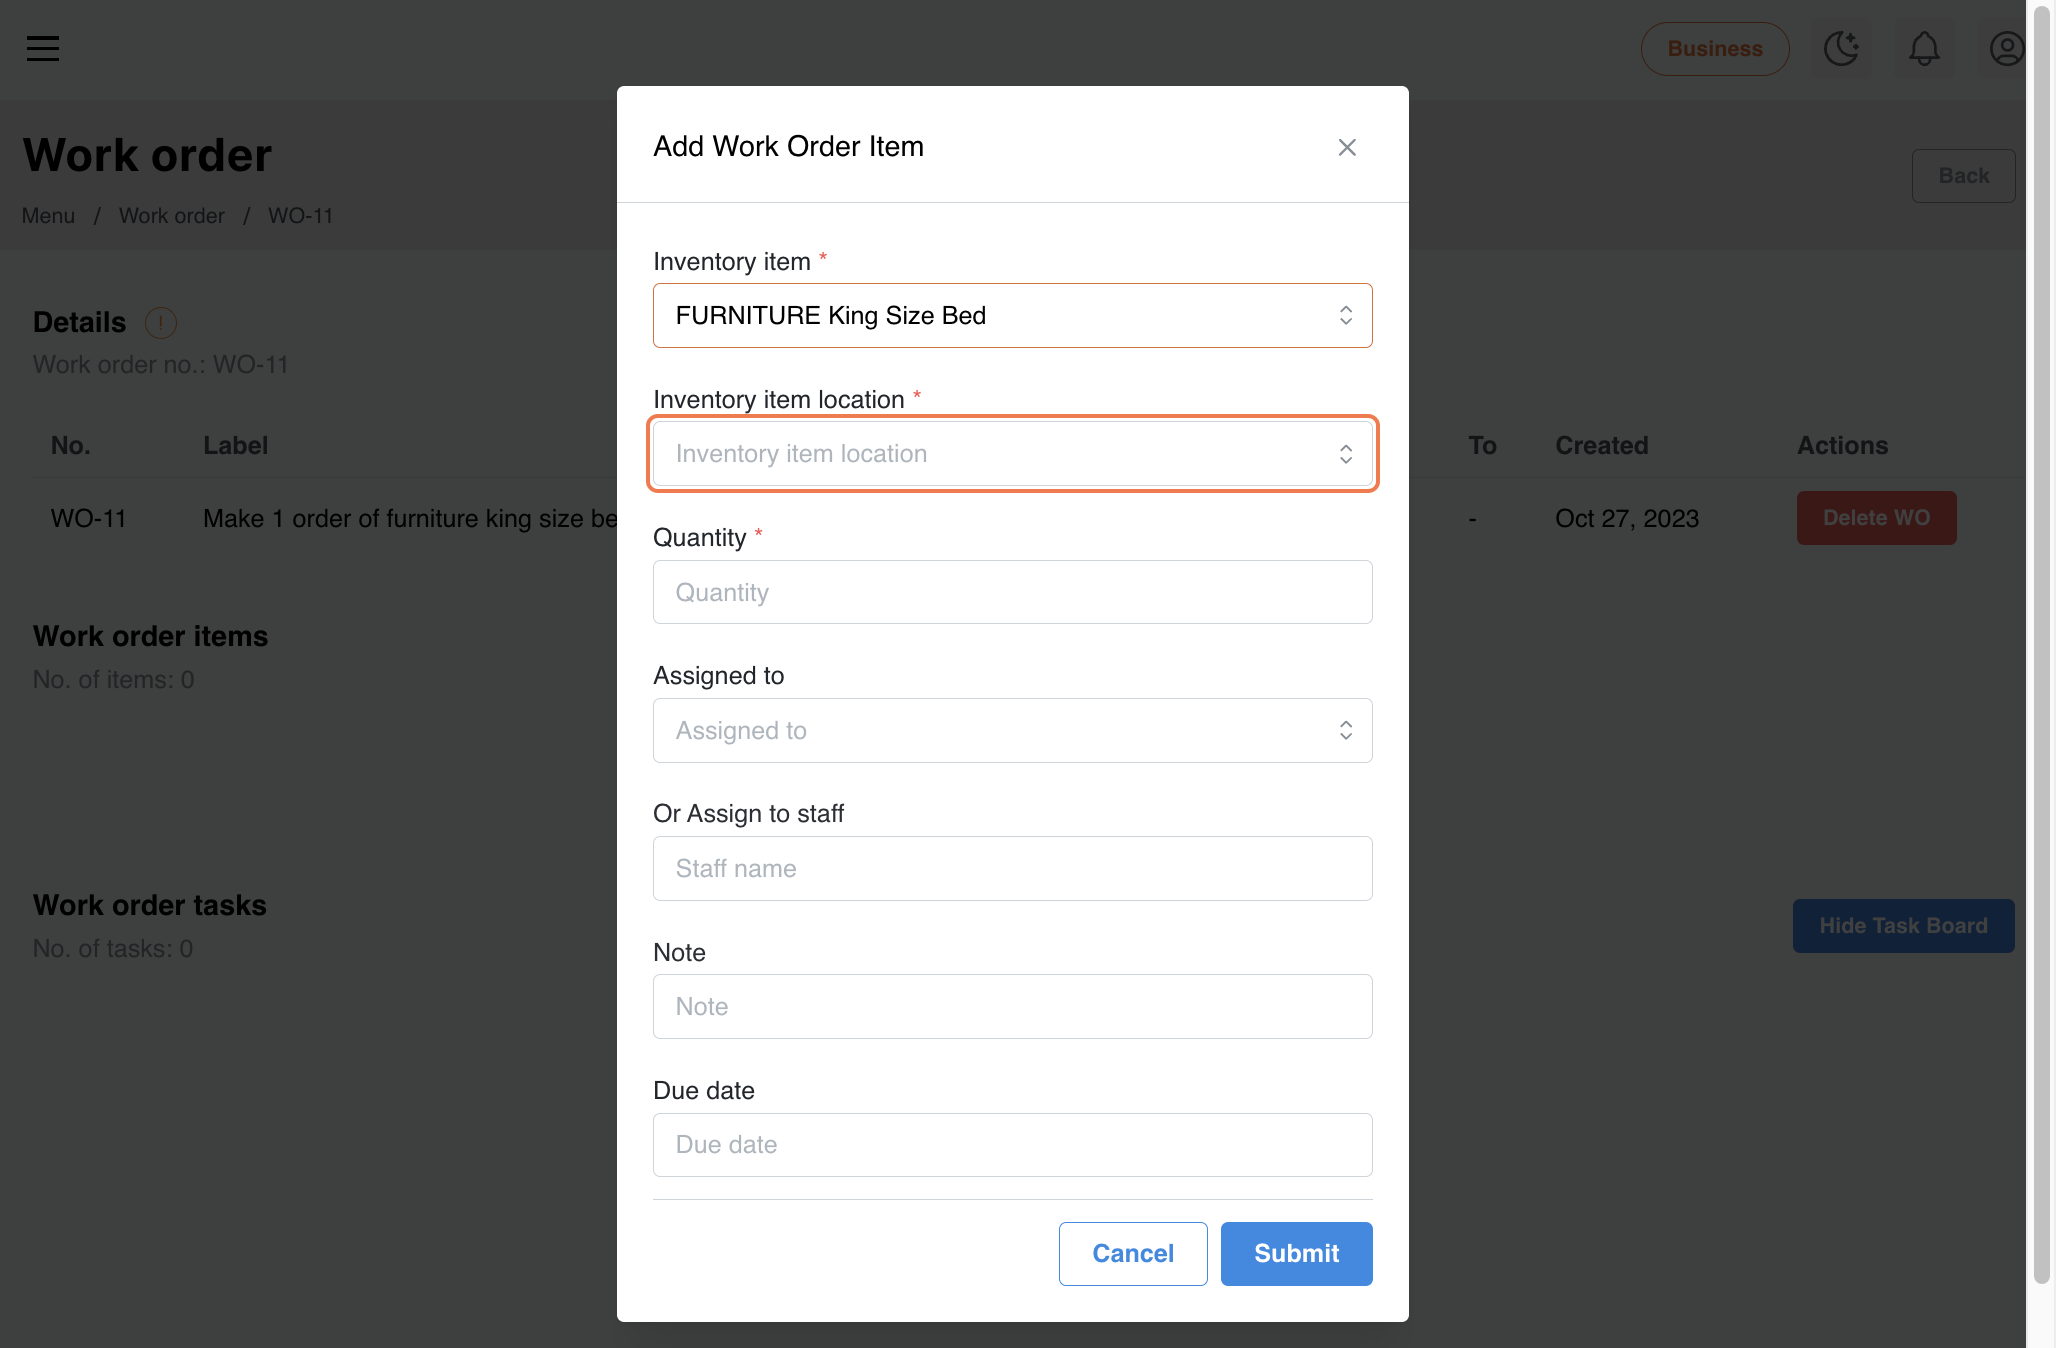 Business
Work order
Back
Menu / Work order / WO-11
Add Work Order Item
Inventory item *
FURNITURE King Size Bed
Inventory item location *
Inventory item location
Quantity *
Quantity
Assigned to
Assigned to
Or Assign to staff
Staff name
Note
Note
Due date
Due date
Cancel Submit
Details !
Work order no.: WO-11
No. Label To Created Actions
WO-11 Make 1 order of furniture king size be - Oct 27, 2023 Delete WO
Work order items
No. of items: 0
Work order tasks
No. of tasks: 0
Hide Task Board